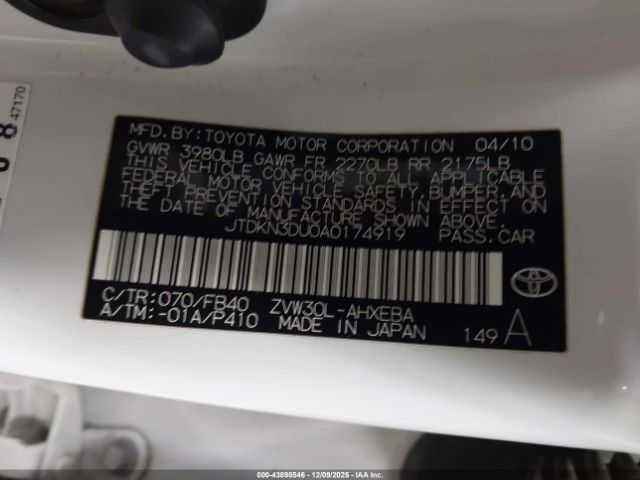 MFD. BY: TOYOTA MOTOR CORPORATION 04/10
GVWR 3980LB GAWR FR 2270LB RR 2175LB
THIS VEHICLE CONFORMS TO ALL APPLICABLE
FEDERAL MOTOR VEHICLE SAFETY, BUMPER, AND
THEFT PREVENTION STANDARDS IN EFFECT ON
THE DATE OF MANUFACTURE SHOWN ABOVE.
JTDKN3DU0A0174919 PASS. CAR
C/TR:070/FB40 ZVW30L-AHXEBA
A/TM:-01A/P410 MADE IN JAPAN 149 A
47170
000-43898546 | 12/09/2025 | IAA Inc.